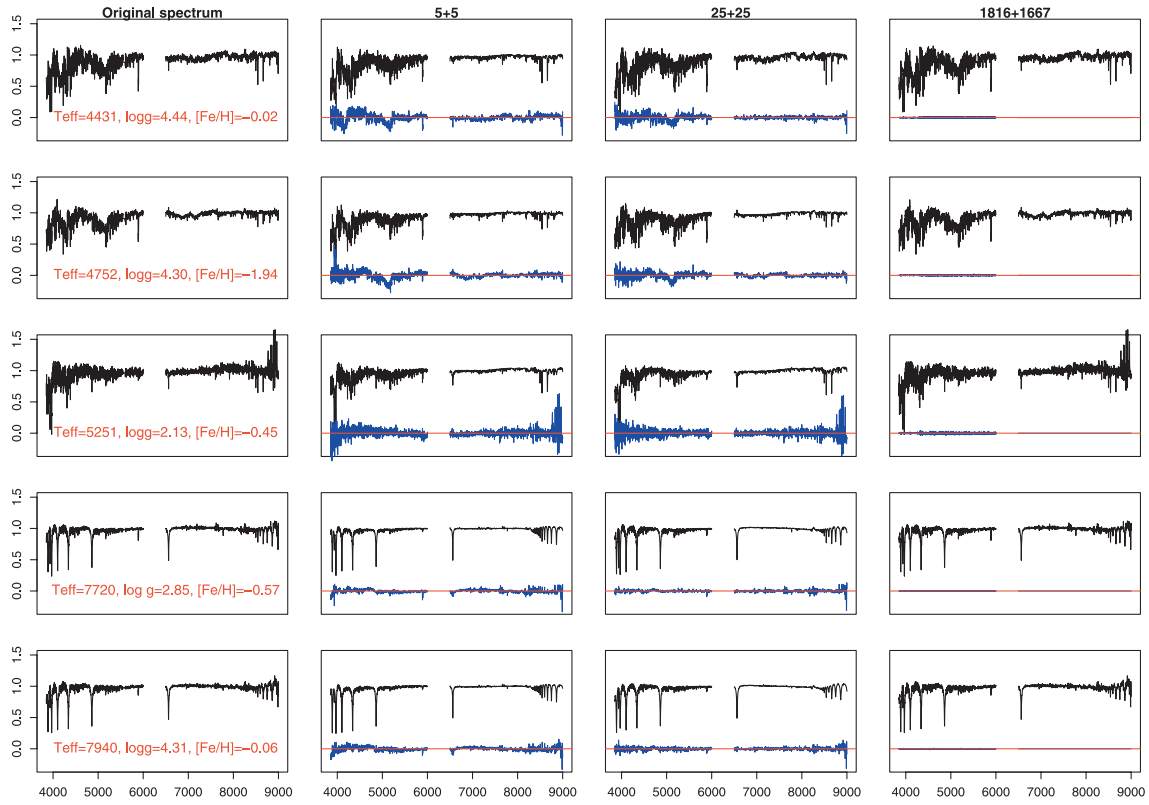 Original spectrum 5+5 25+25 1816+1667
1.5
1.0
0.5
0.0
Teff=4431, logg=4.44, [Fe/H]=−0.02
1.5
1.0
0.5
0.0
Teff=4752, logg=4.30, [Fe/H]=−1.94
1.5
1.0
0.5
0.0
Teff=5251, logg=2.13, [Fe/H]=−0.45
1.5
1.0
0.5
0.0
Teff=7720, log g=2.85, [Fe/H]=−0.57
1.5
1.0
0.5
0.0
Teff=7940, logg=4.31, [Fe/H]=−0.06
4000 5000 6000 7000 8000 9000 4000 5000 6000 7000 8000 9000 4000 5000 6000 7000 8000 9000 4000 5000 6000 7000 8000 9000